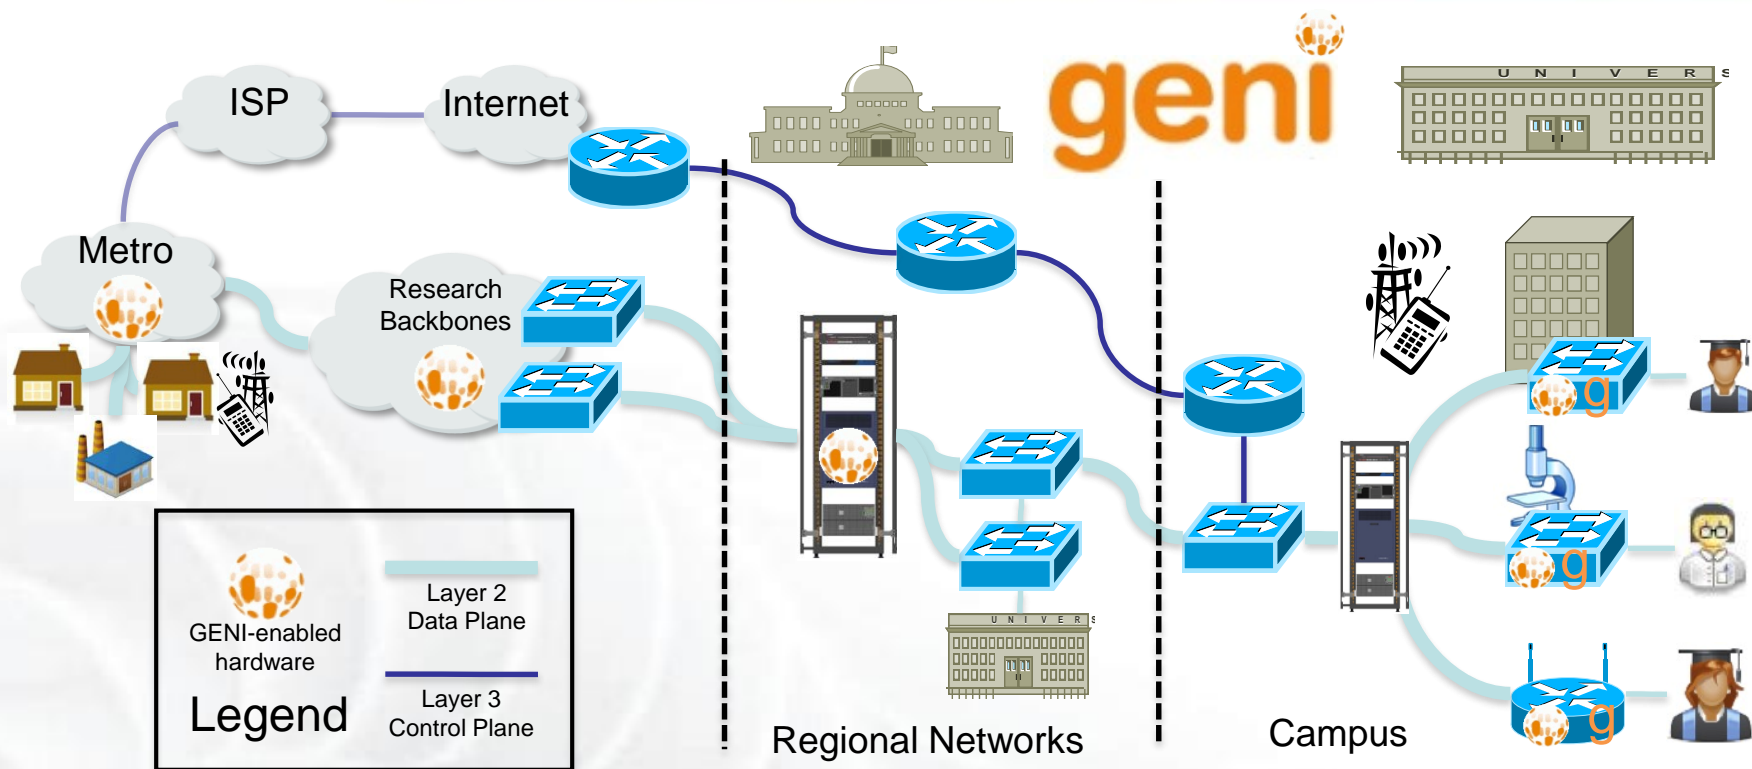 geni
U N I V E R S
ISP
Internet
Metro
Research
Backbones
g
g
g
U N I V E R S
GENI-enabled
hardware
Legend
Layer 2
Data Plane
Layer 3
Control Plane
Regional Networks
Campus